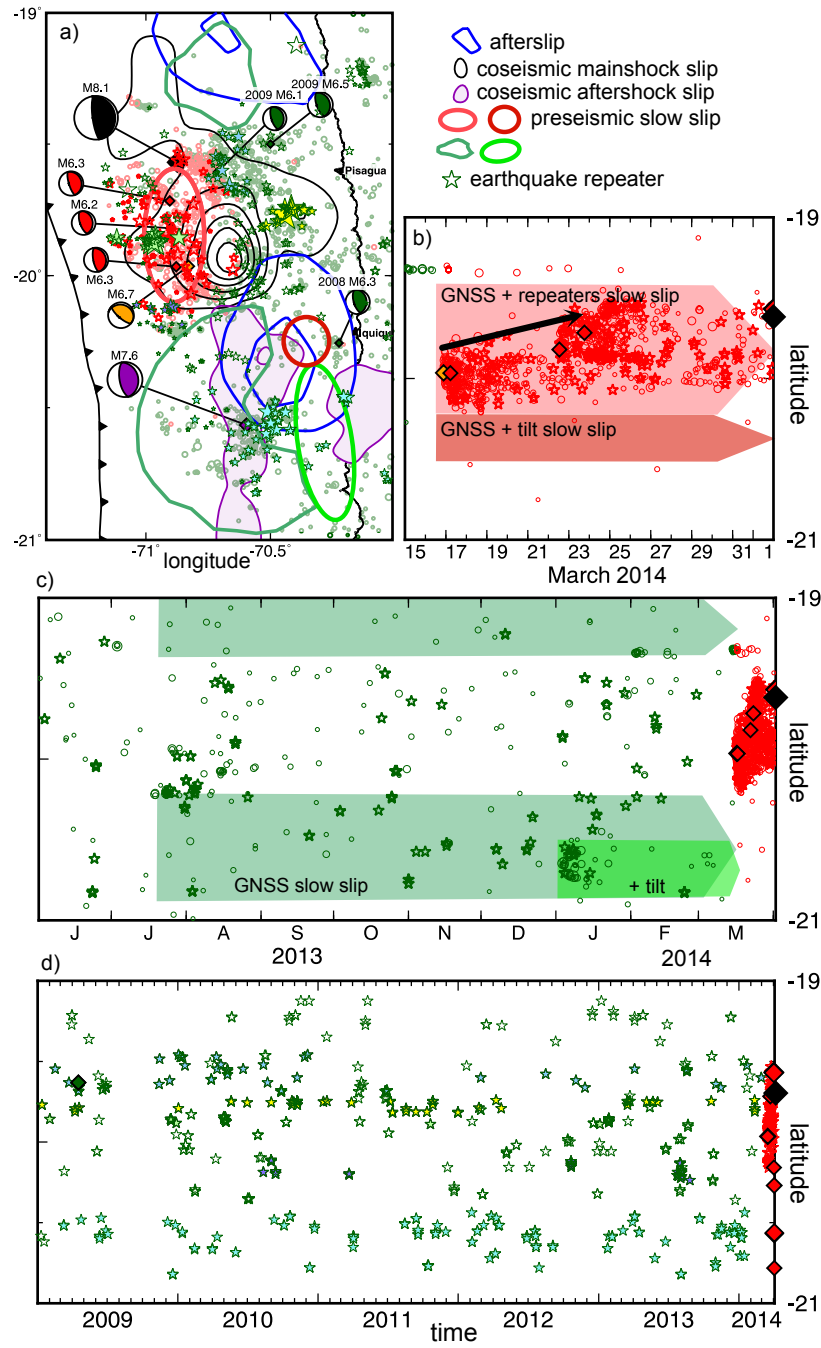 -19°
a)
afterslip
coseismic mainshock slip
coseismic aftershock slip
preseismic slow slip
earthquake repeater
M8.1
2009 M6.1
2009 M6.5
M6.3
Pisagua
M6.2
-20°
M6.3
2008 M6.3
M6.7
Iquiqu
M7.6
-21°
-71°
-70.5°
longitude
-19
b)
GNSS + repeaters slow slip
latitude
GNSS + tilt slow slip
-21
15 17 19 21 23 25 27 29 31 1
March 2014
c)
-19
latitude
GNSS slow slip
+ tilt
-21
J J A S O N D J F M
2013 2014
d)
-19
latitude
-21
2009 2010 2011 2012 2013 2014
time